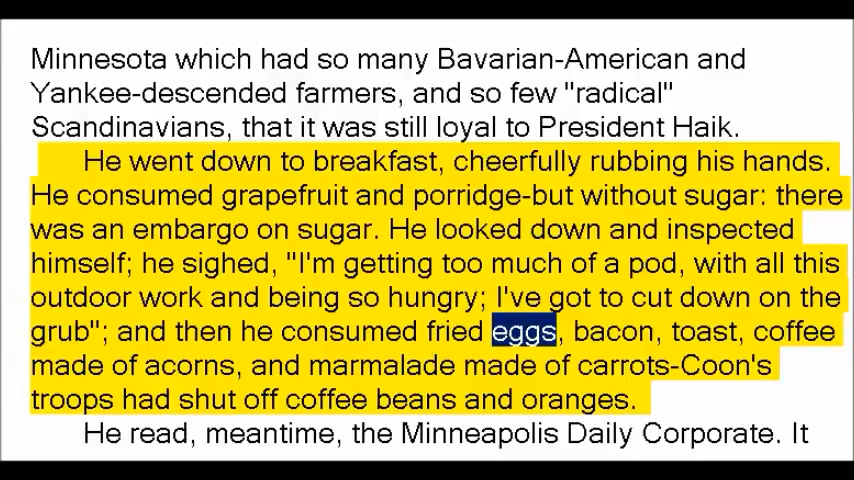 Minnesota which had so many Bavarian-American and
Yankee-descended farmers, and so few "radical"
Scandinavians, that it was still loyal to President Haik.
He went down to breakfast, cheerfully rubbing his hands.
He consumed grapefruit and porridge-but without sugar: there
was an embargo on sugar. He looked down and inspected
himself; he sighed, "I'm getting too much of a pod, with all this
outdoor work and being so hungry; I've got to cut down on the
grub"; and then he consumed fried eggs, bacon, toast, coffee
made of acorns, and marmalade made of carrots-Coon's
troops had shut off coffee beans and oranges.
He read, meantime, the Minneapolis Daily Corporate. It